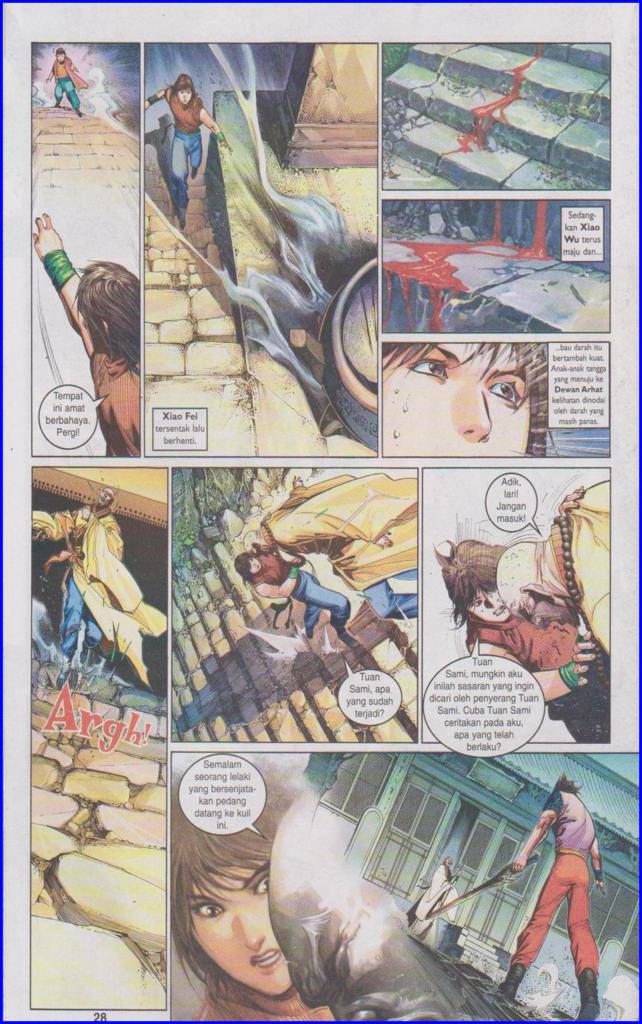 Tempat
ini amat
berbahaya.
Pergi!
Xiao Fei
tersentak lalu
berhenti.
Sedang-
kan Xiao
Wu terus
maju dan...
...bau darah itu
bertambah kuat.
Anak-anak tangga
yang menuju ke
Dewan Arhat
kelihatan dinodai
oleh darah yang
masih panas.
Argh!
Tuan
Sami, apa
yang sudah
terjadi?
Adik,
lari!
Jangan
masuk!
Tuan
Sami, mungkin aku
inilah sasaran yang ingin
dicari oleh penyerang Tuan
Sami. Cuba Tuan Sami
ceritakan pada aku,
apa yang telah
berlaku?
Semalam
seorang lelaki
yang bersenjata-
kan pedang
datang ke kuil
ini.
28